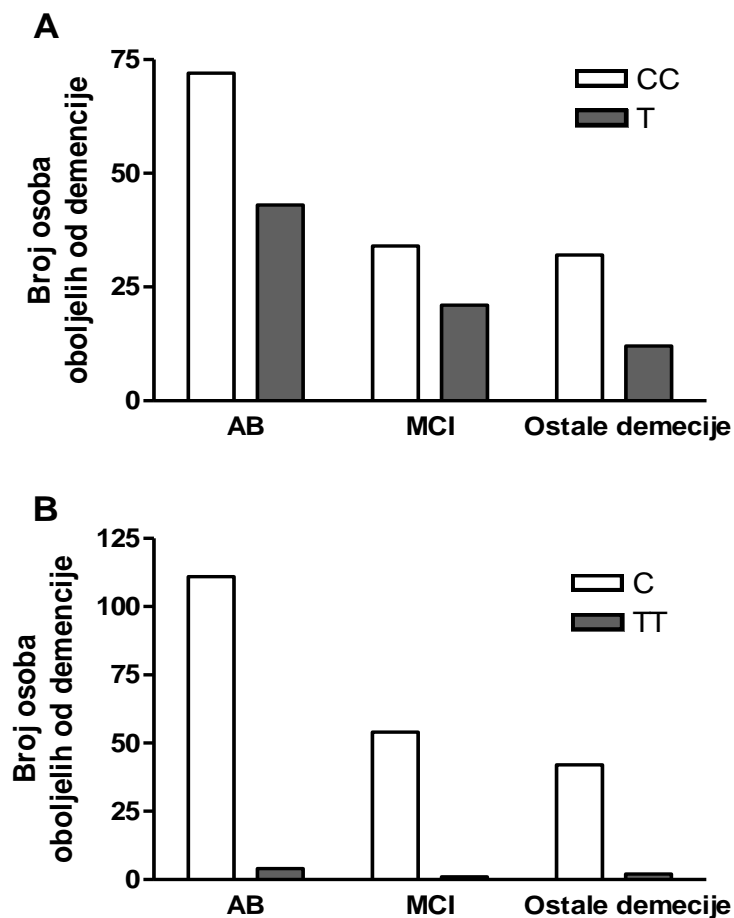 A
Broj osoba
oboljelih od demencije
75
50
25
0
CC
T
AB MCI Ostale demecije
B
Broj osoba
oboljelih od demencije
125
100
75
50
25
0
C
TT
AB MCI Ostale demecije